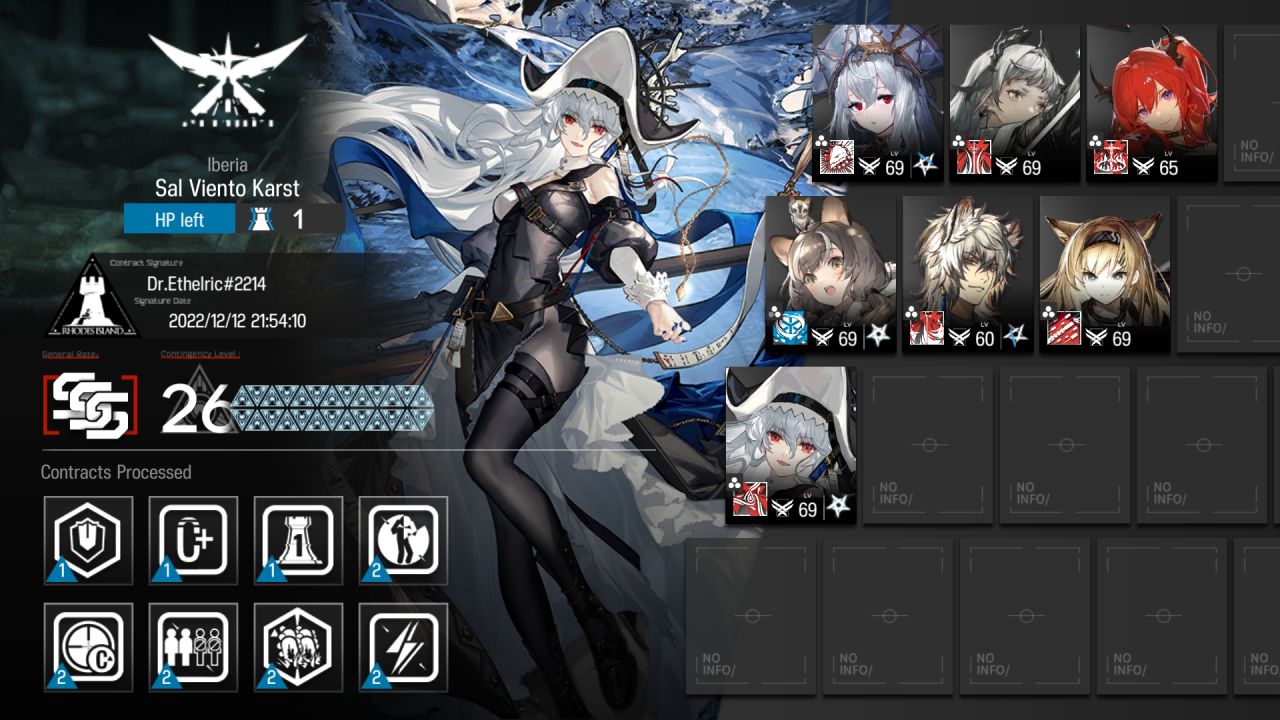 Iberia
Sal Viento Karst
HP left 1
Contract Signature
Dr.Ethelric#2214
Signature Date
2022/12/12 21:54:10
RHODES ISLAND
General Rate:
Contingency Level:
26
Contracts Processed
1
1
1
1
2
2
2
2
2
LV
69
LV
69
LV
65
NO
INFO/
LV
69
LV
60
LV
69
NO
INFO/
LV
69
NO
INFO/
NO
INFO/
NO
INFO/
NO
INFO/
NO
INFO/
NO
INFO/
NO
INFO/
NO
INFO/